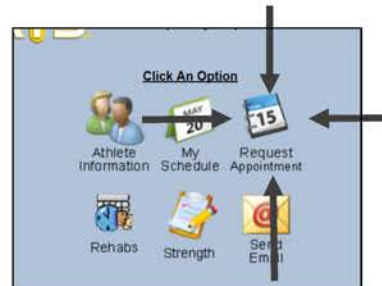 Click An Option
MAY
20
15
Athlete
Information
My
Schedule
Request
Appointment
Rehabs
Strength
Send
Email